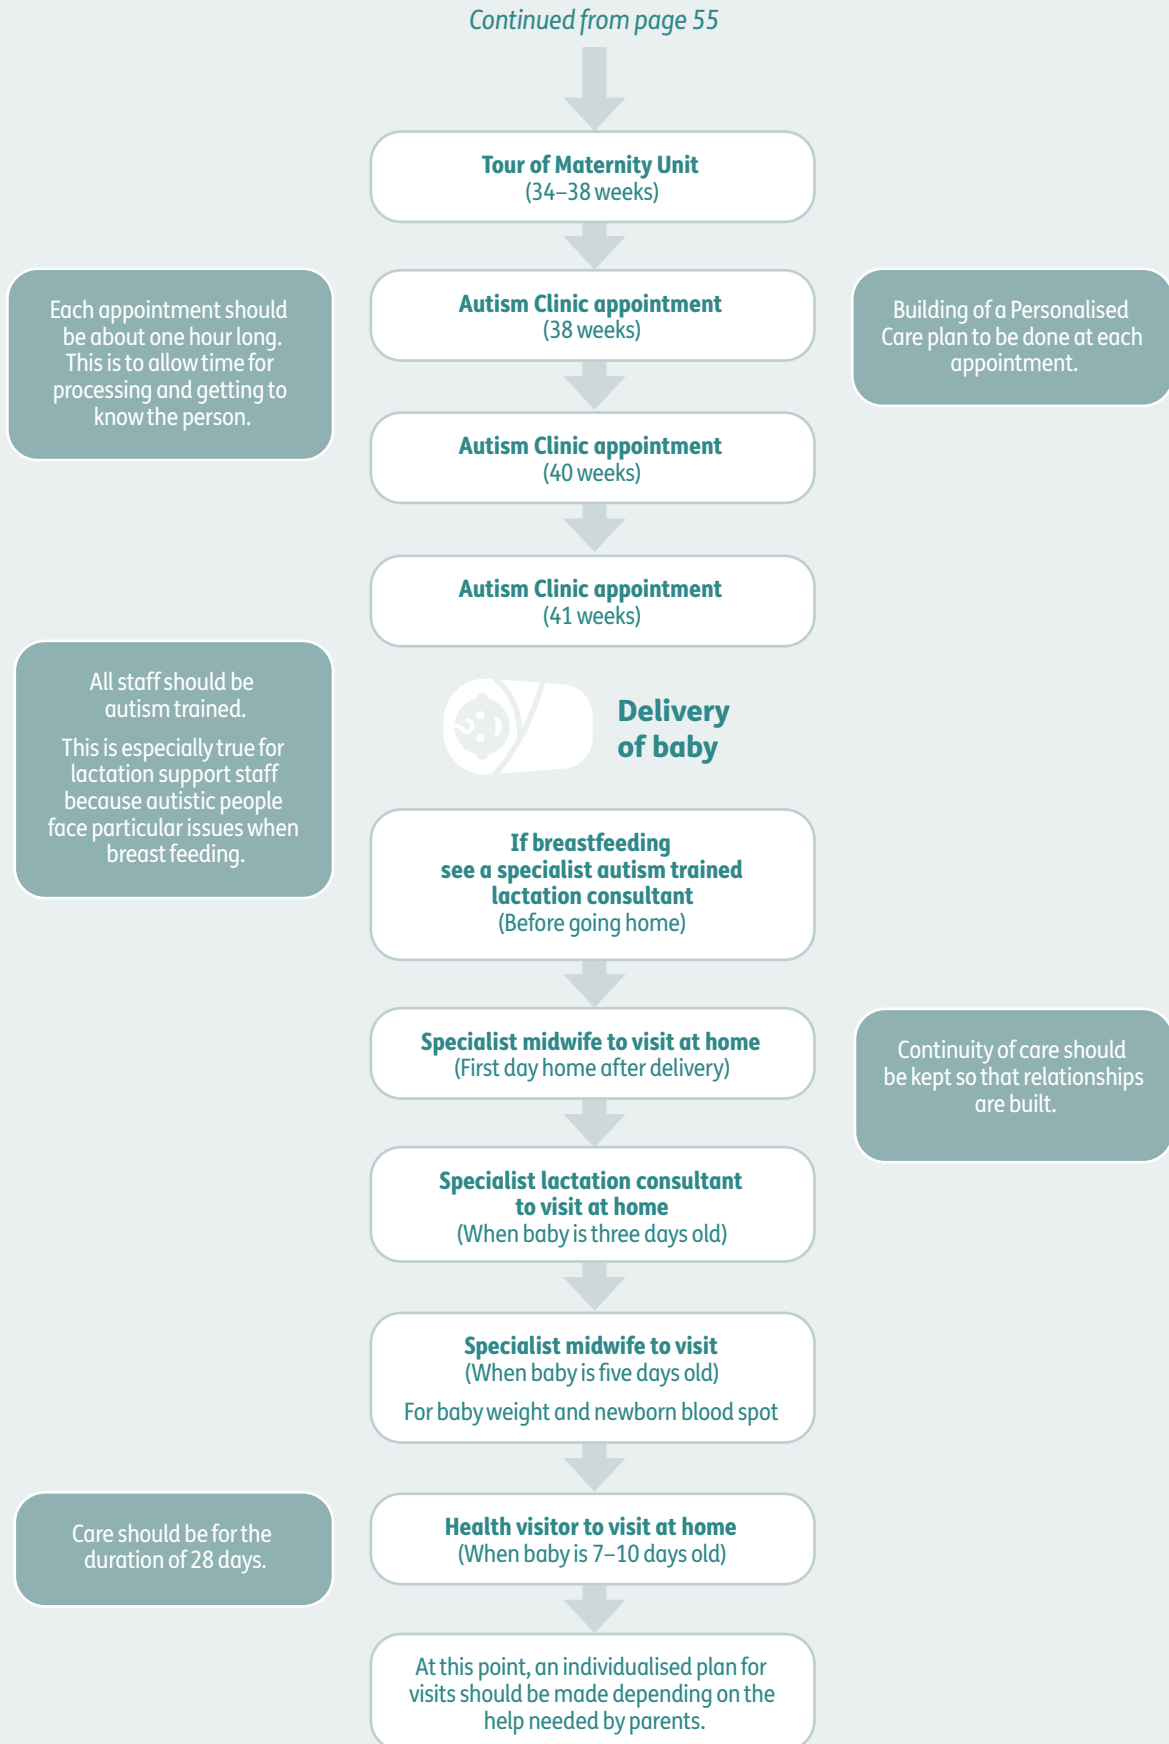 Continued from page 55
Tour of Maternity Unit
(34–38 weeks)
Each appointment should
be about one hour long.
This is to allow time for
processing and getting to
know the person.
Autism Clinic appointment
(38 weeks)
Building of a Personalised
Care plan to be done at each
appointment.
Autism Clinic appointment
(40 weeks)
Autism Clinic appointment
(41 weeks)
All staff should be
autism trained.
This is especially true for
lactation support staff
because autistic people
face particular issues when
breast feeding.
Delivery
of baby
If breastfeeding
see a specialist autism trained
lactation consultant
(Before going home)
Specialist midwife to visit at home
(First day home after delivery)
Continuity of care should
be kept so that relationships
are built.
Specialist lactation consultant
to visit at home
(When baby is three days old)
Specialist midwife to visit
(When baby is five days old)
For baby weight and newborn blood spot
Care should be for the
duration of 28 days.
Health visitor to visit at home
(When baby is 7–10 days old)
At this point, an individualised plan for
visits should be made depending on the
help needed by parents.